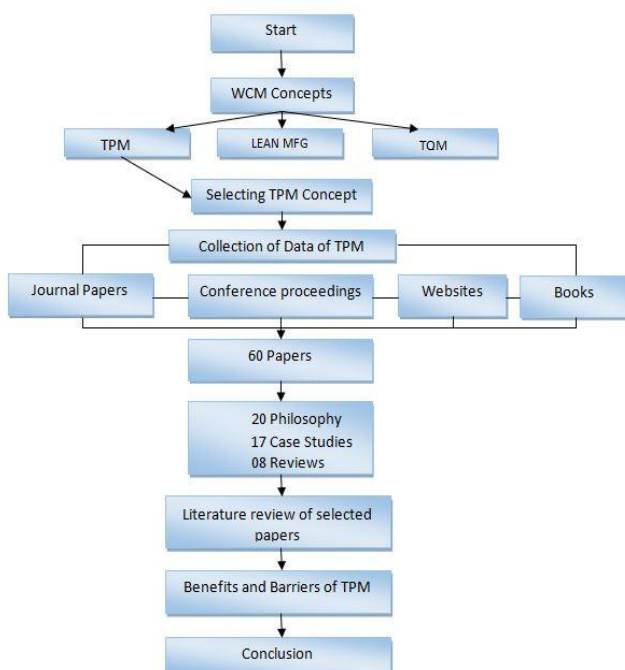 Start
WCM Concepts
TPM
LEAN MFG
TQM
Selecting TPM Concept
Collection of Data of TPM
Journal Papers
Conference proceedings
Websites
Books
60 Papers
20 Philosophy
17 Case Studies
08 Reviews
Literature review of selected
papers
Benefits and Barriers of TPM
Conclusion